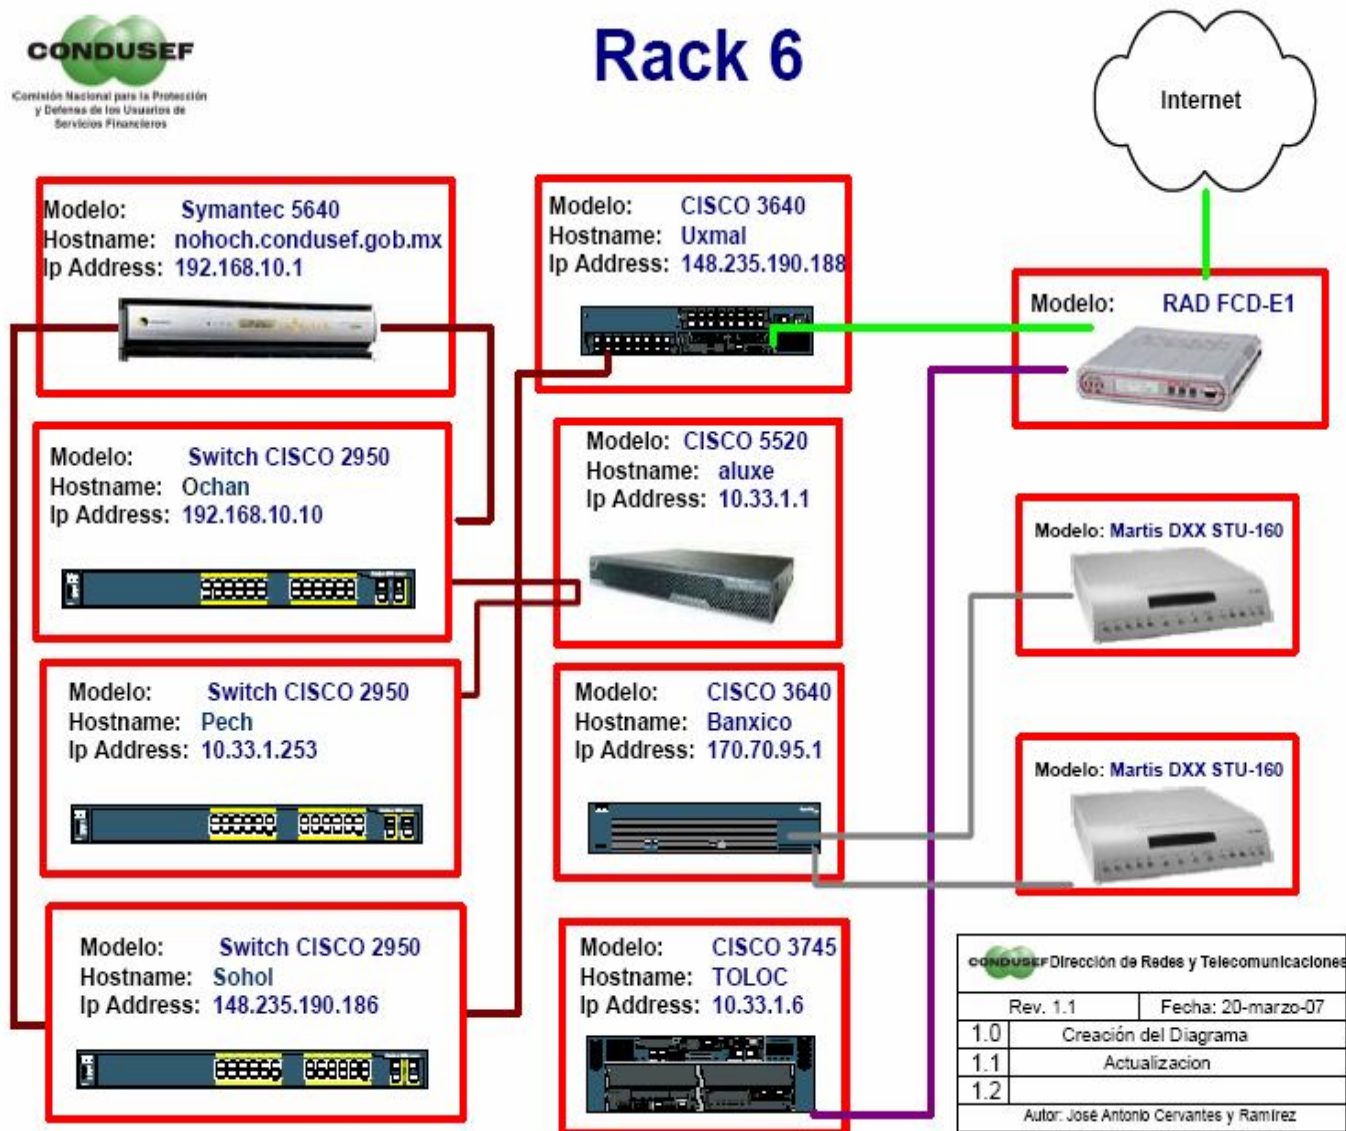 CONDUSEF
Comisión Nacional para la Protección
y Defensa de los Usuarios de
Servicios Financieros
Rack 6
Internet
Modelo: Symantec 5640
Hostname: nohoch.condusef.gob.mx
Ip Address: 192.168.10.1
Modelo: CISCO 3640
Hostname: Uxmal
Ip Address: 148.235.190.188
Modelo: RAD FCD-E1
Modelo: Switch CISCO 2950
Hostname: Ochan
Ip Address: 192.168.10.10
Modelo: CISCO 5520
Hostname: aluxe
Ip Address: 10.33.1.1
Modelo: Martis DXX STU-160
Modelo: Switch CISCO 2950
Hostname: Pech
Ip Address: 10.33.1.253
Modelo: CISCO 3640
Hostname: Banxico
Ip Address: 170.70.95.1
Modelo: Martis DXX STU-160
Modelo: Switch CISCO 2950
Hostname: Sohol
Ip Address: 148.235.190.186
Modelo: CISCO 3745
Hostname: TOLOC
Ip Address: 10.33.1.6
CONDUSEF Dirección de Redes y Telecomunicaciones
Rev. 1.1 Fecha: 20-marzo-07
1.0 Creación del Diagrama
1.1 Actualizacion
1.2
Autor: José Antonio Cervantes y Ramírez